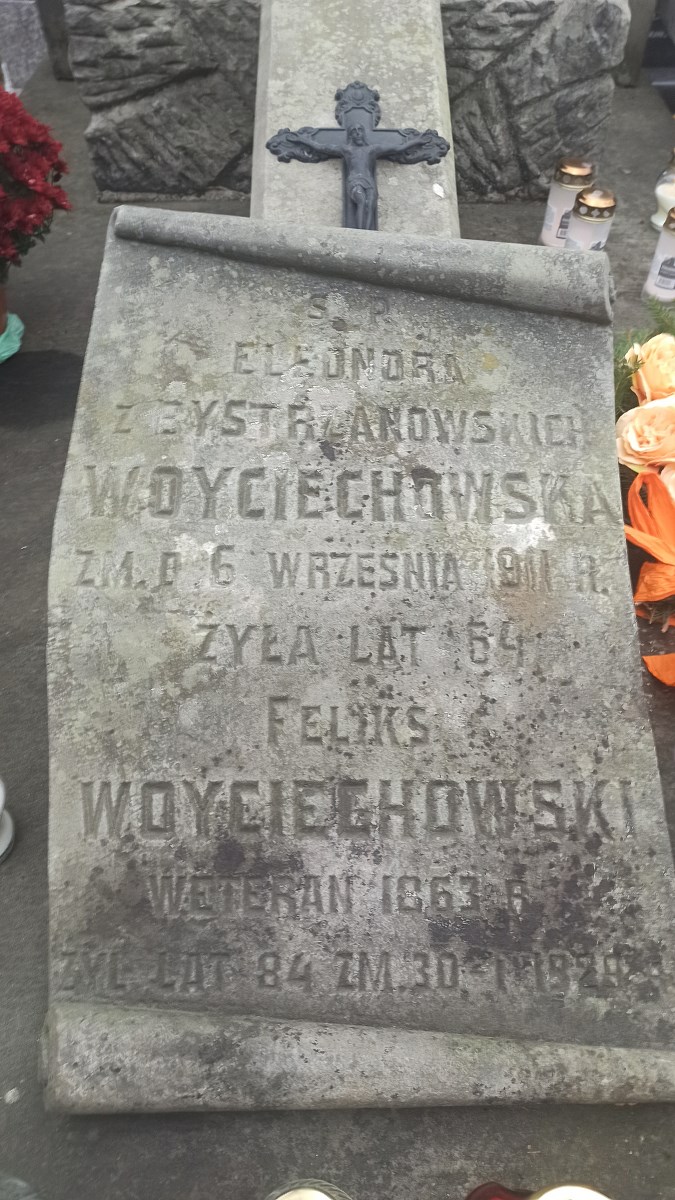 Ś. P.
ELEONORA
Z BYSTRZANOWSKICH
WOYCIECHOWSKA
ZM. D. 6 WRZEŚNIA 1911 R.
ŻYŁA LAT 64
FELIKS
WOYCIECHOWSKI
WETERAN 1863 R
ŻYŁ LAT 84 ZM. 30.